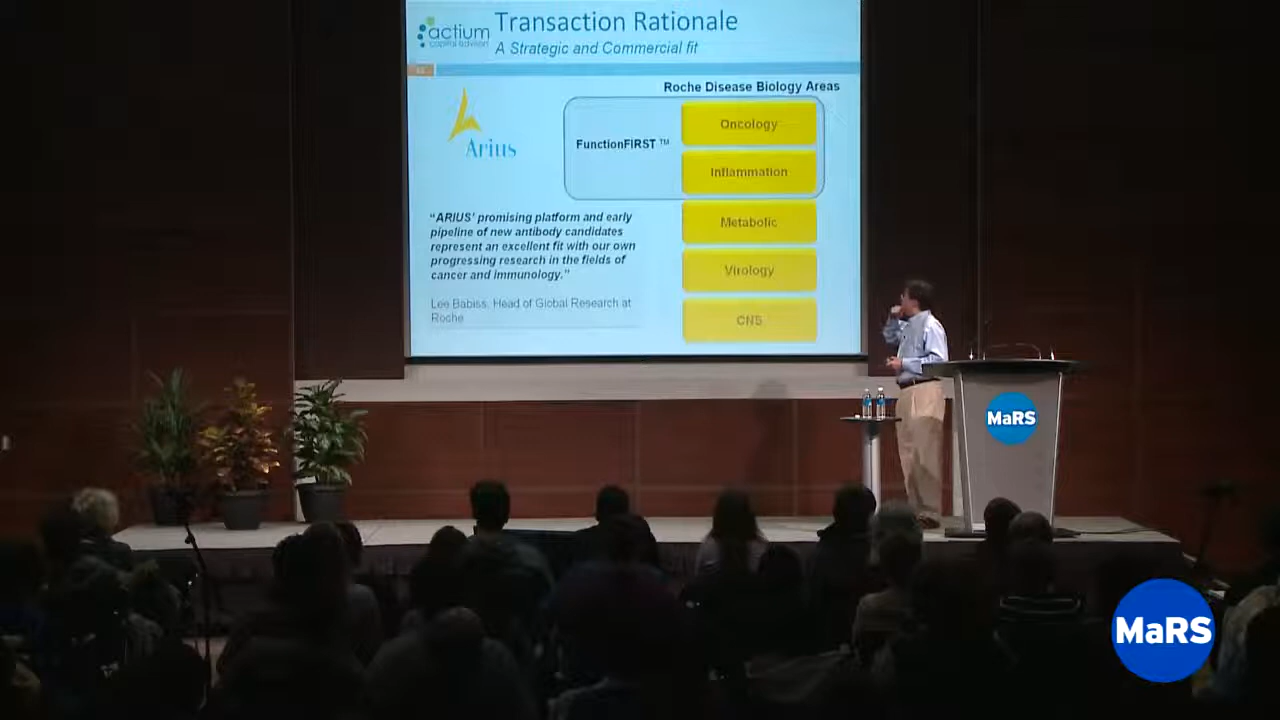 actium
Transaction Rationale
A Strategic and Commercial fit
Roche Disease Biology Areas
Arius
FunctionFIRST ™
Oncology
Inflammation
Metabolic
Virology
CNS
“ARIUS’ promising platform and early
pipeline of new antibody candidates
represent an excellent fit with our own
progressing research in the fields of
cancer and immunology.”
Lee Babiss, Head of Global Research at
Roche
MaRS
MaRS